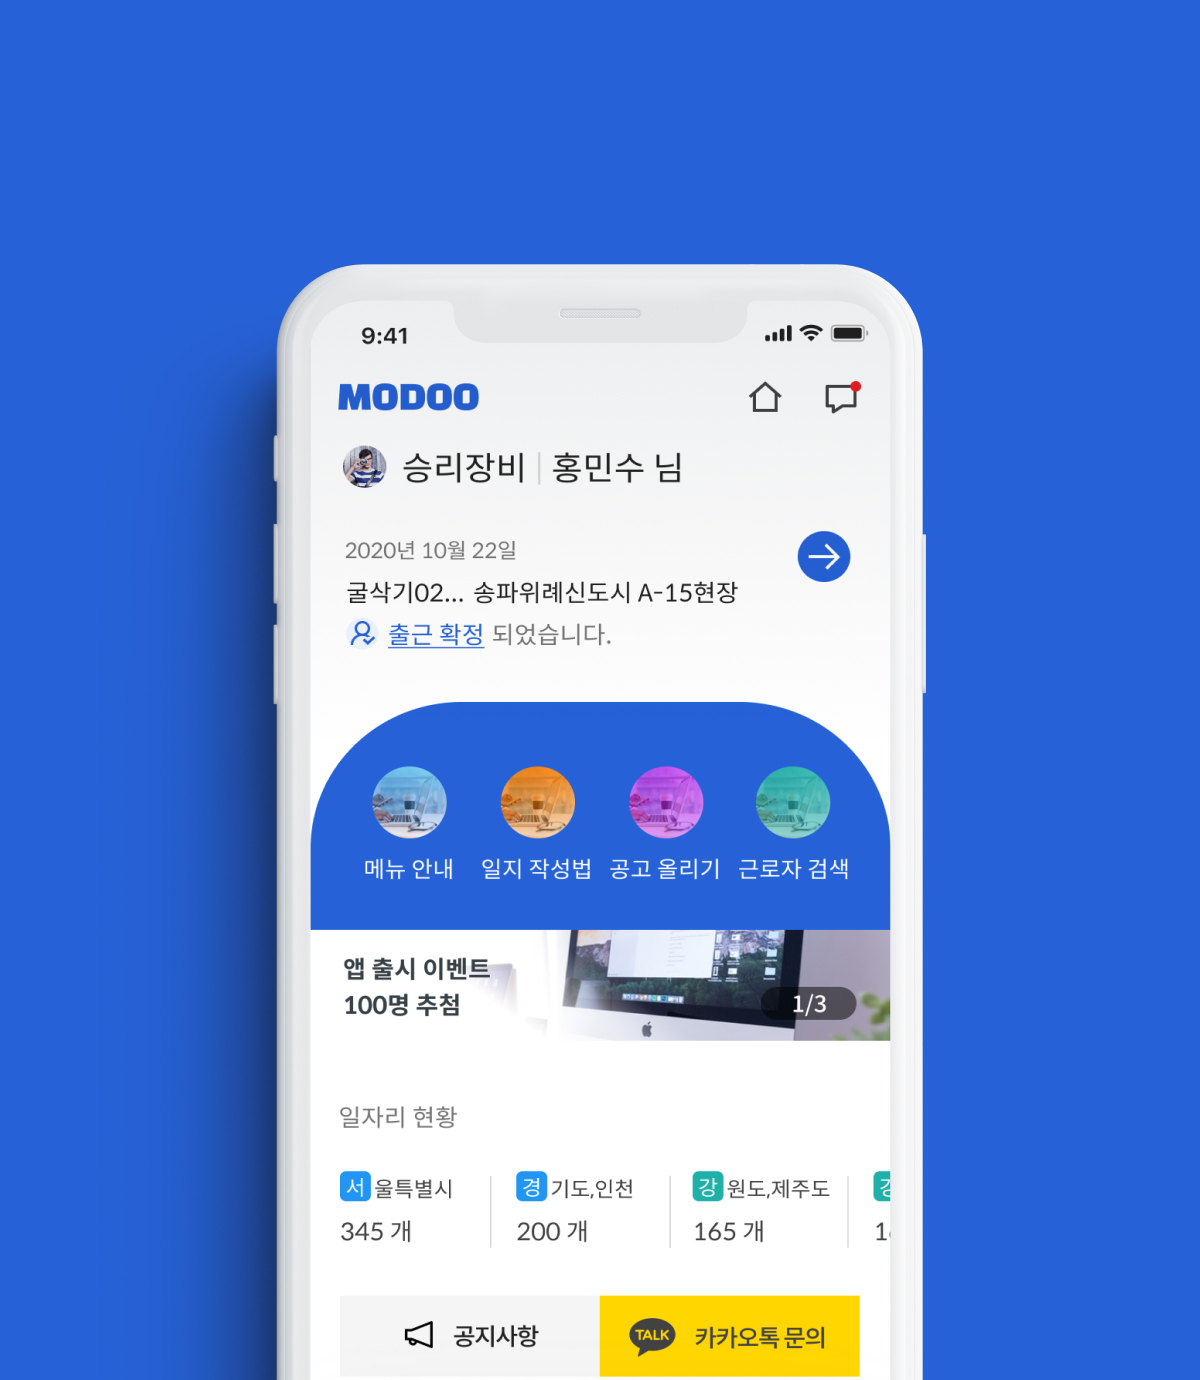 9:41
MODOO
승리장비 | 홍민수 님
2020년 10월 22일
굴삭기02... 송파위례신도시 A-15현장
출근 확정 되었습니다.
메뉴 안내 일지 작성법 공고 올리기 근로자 검색
앱 출시 이벤트
100명 추첨
1/3
일자리 현황
서울특별시 경기도,인천 강원도,제주도
345 개 200 개 165 개
공지사항 TALK 카카오톡 문의